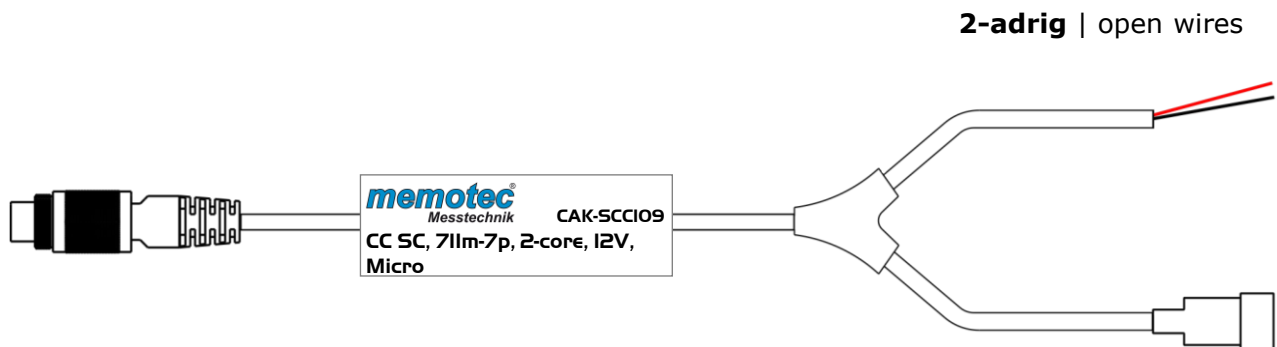 2-adrig | open wires
memotec®
Messtechnik CAK-SCC109
CC SC, 711m-7p, 2-core, 12V,
Micro